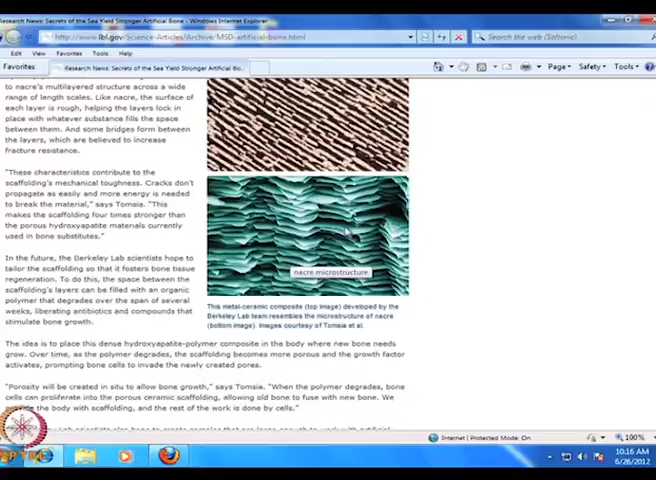 Research News: Secrets of the Sea Yield Stronger Artificial Bone - Windows Internet Explorer
http://www.lbl.gov/Science-Articles/Archive/MSD-artificial-bone.html
Search the web (Softonic)
Edit View Favorites Tools Help
Favorites Research News: Secrets of the Sea Yield Stronger Artificial Bo...
Page Safety Tools
to nacre's multilayered structure across a wide
range of length scales. Like nacre, the surface of
each layer is rough, helping the layers lock in
place with whatever substance fills the space
between them. And some bridges form between
the layers, which are believed to increase
fracture resistance.
"These characteristics contribute to the
scaffolding's mechanical toughness. Cracks don't
propagate as easily and more energy is needed
to break the material," says Tomsia. "This
makes the scaffolding four times stronger than
the porous hydroxyapatite materials currently
used in bone substitutes."
nacre microstructure
In the future, the Berkeley Lab scientists hope to
tailor the scaffolding so that it fosters bone tissue
regeneration. To do this, the space between the
scaffolding's layers can be filled with an organic
polymer that degrades over the span of several
weeks, liberating antibiotics and compounds that
stimulate bone growth.
This metal-ceramic composite (top image) developed by the
Berkeley Lab team resembles the microstructure of nacre
(bottom image). Images courtesy of Tomsia et al.
The idea is to place this dense hydroxyapatite-polymer composite in the body where new bone needs
grow. Over time, as the polymer degrades, the scaffolding becomes more porous and the growth factor
activates, prompting bone cells to invade the newly created pores.
"Porosity will be created in situ to allow bone growth," says Tomsia. "When the polymer degrades, bone
cells can proliferate into the porous ceramic scaffolding, allowing old bone to fuse with new bone. We
provide the body with scaffolding, and the rest of the work is done by cells."
Internet | Protected Mode: On
100%
NPTEL
10:16 AM
6/26/2012